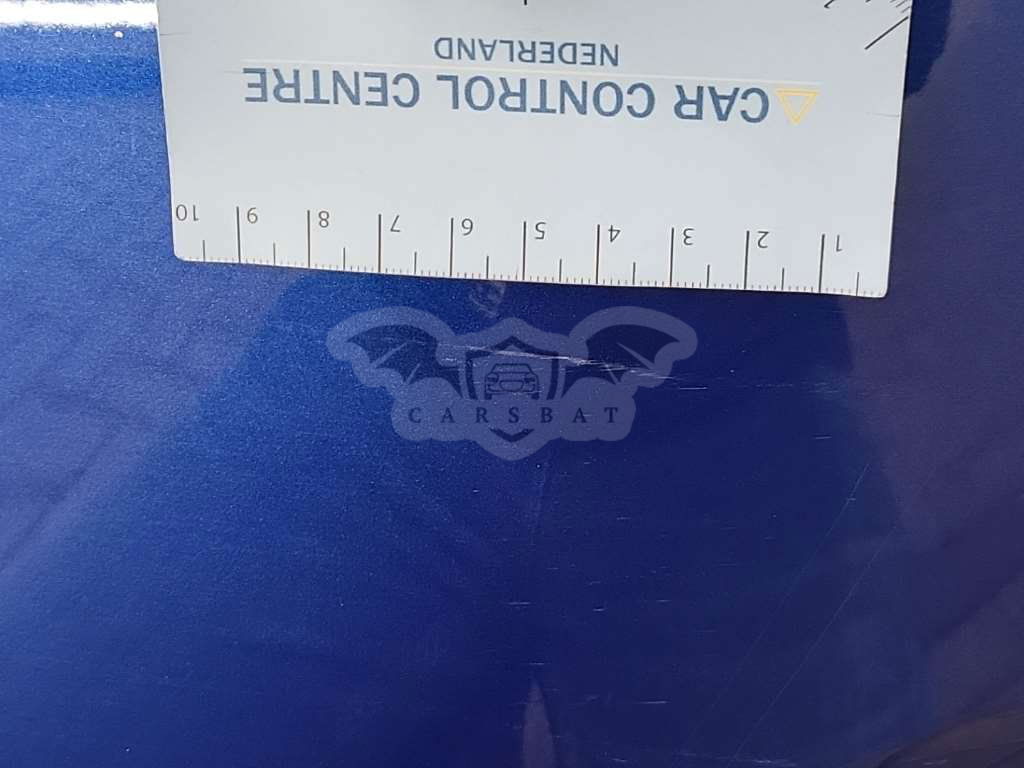 CAR CONTROL CENTRE
NEDERLAND
1 2 3 4 5 6 7 8 9 10
CARSBAT